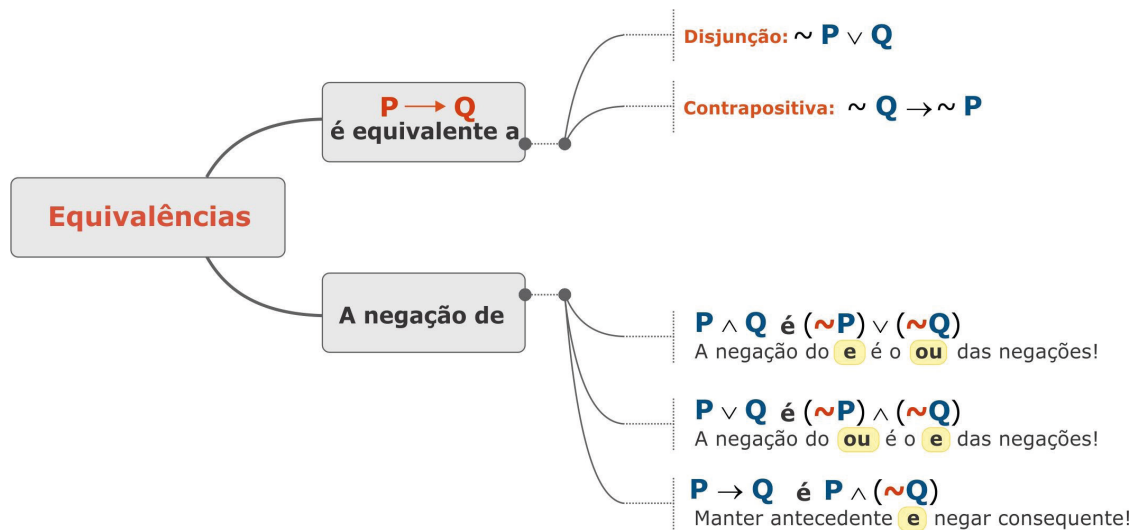 Equivalências
P → Q
é equivalente a
Disjunção: ~ P ∨ Q
Contrapositiva: ~ Q → ~ P
A negação de
P ∧ Q é (~P) ∨ (~Q)
A negação do e é o ou das negações!
P ∨ Q é (~P) ∧ (~Q)
A negação do ou é o e das negações!
P → Q é P ∧ (~Q)
Manter antecedente e negar consequente!